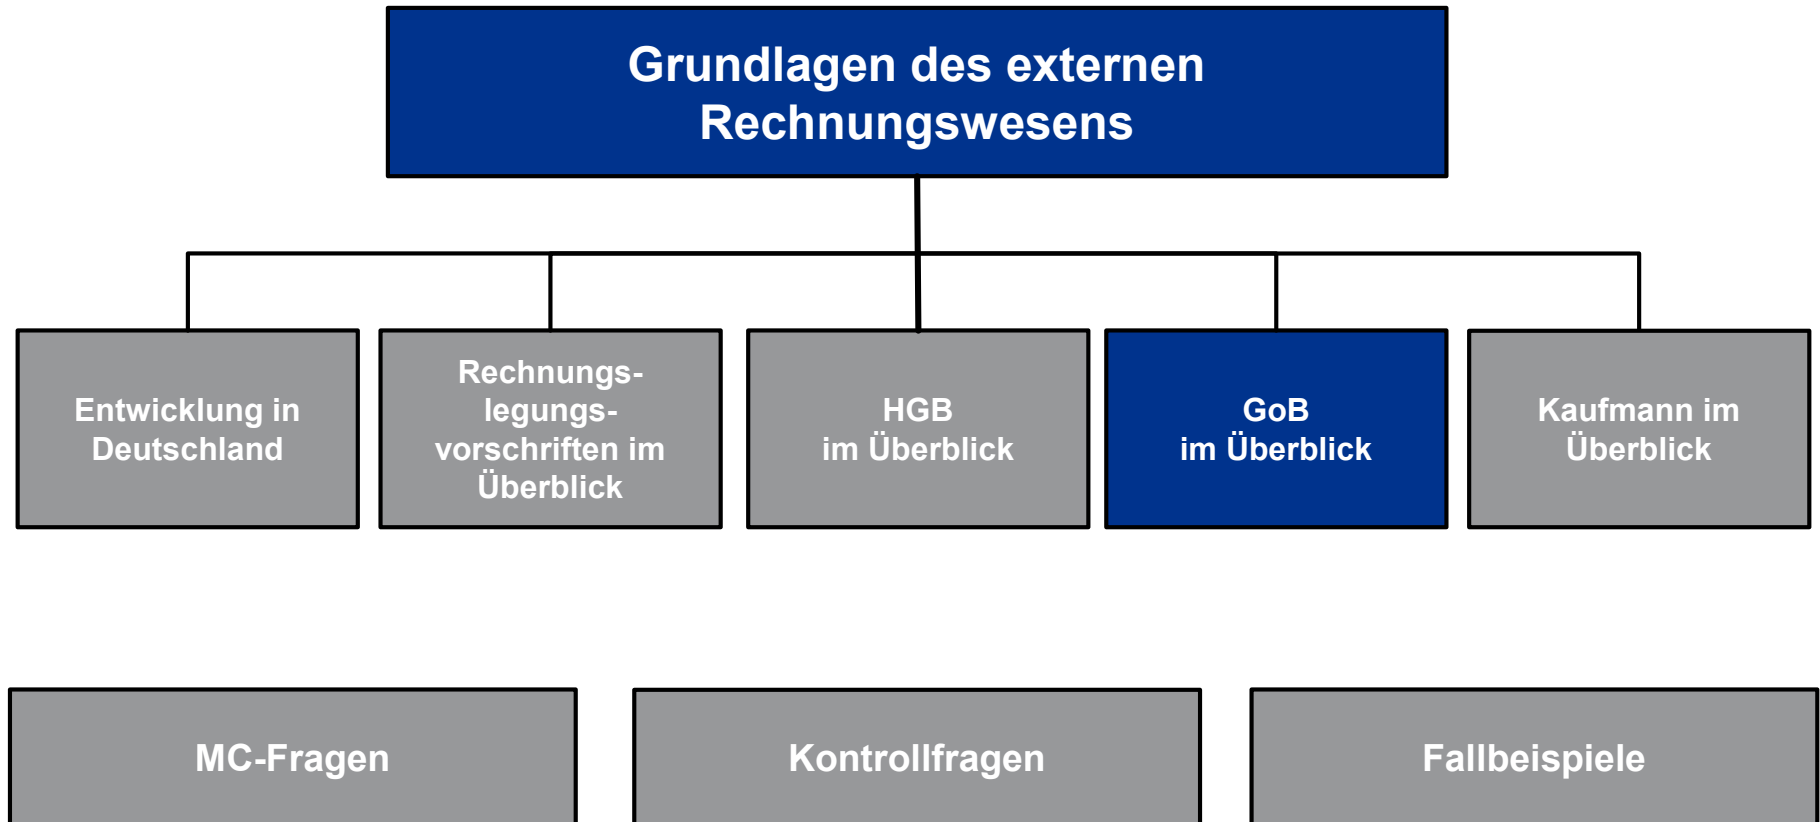 Grundlagen des externen
Rechnungswesens
Entwicklung in
Deutschland
Rechnungs-
legungs-
vorschriften im
Überblick
HGB
im Überblick
GoB
im Überblick
Kaufmann im
Überblick
MC-Fragen
Kontrollfragen
Fallbeispiele